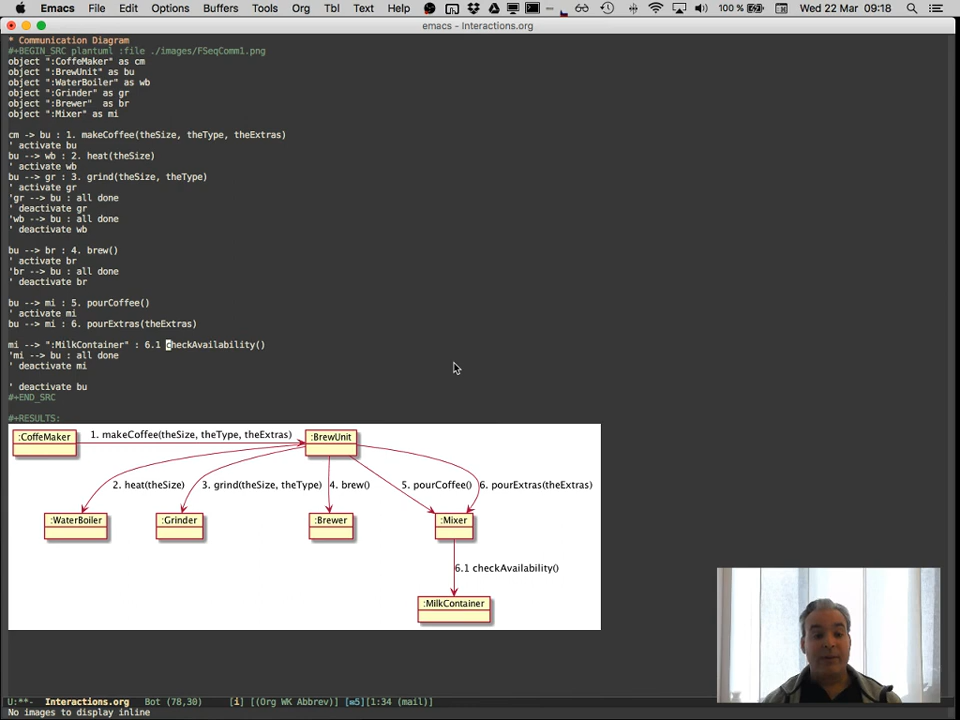 Emacs File Edit Options Buffers Tools Org Tbl Text Help 100 % Wed 22 Mar 09:18
emacs - Interactions.org
* Communication Diagram
#+BEGIN_SRC plantuml :file ./images/FSeqComm1.png
object ":CoffeMaker" as cm
object ":BrewUnit" as bu
object ":WaterBoiler" as wb
object ":Grinder" as gr
object ":Brewer" as br
object ":Mixer" as mi
cm -> bu : 1. makeCoffee(theSize, theType, theExtras)
' activate bu
bu --> wb : 2. heat(theSize)
' activate wb
bu --> gr : 3. grind(theSize, theType)
' activate gr
'gr --> bu : all done
' deactivate gr
'wb --> bu : all done
' deactivate wb
bu --> br : 4. brew()
' activate br
'br --> bu : all done
' deactivate br
bu --> mi : 5. pourCoffee()
' activate mi
bu --> mi : 6. pourExtras(theExtras)
mi --> ":MilkContainer" : 6.1 checkAvailability()
'mi --> bu : all done
' deactivate mi
' deactivate bu
#+END_SRC
#+RESULTS:
:CoffeMaker 1. makeCoffee(theSize, theType, theExtras) :BrewUnit
2. heat(theSize) 3. grind(theSize, theType) 4. brew() 5. pourCoffee() 6. pourExtras(theExtras)
:WaterBoiler :Grinder :Brewer :Mixer
6.1 checkAvailability()
:MilkContainer
U:**- Interactions.org Bot (78,30) [i] [(Org WK Abbrev)] [✉5][1:34 (mail)]
No images to display inline